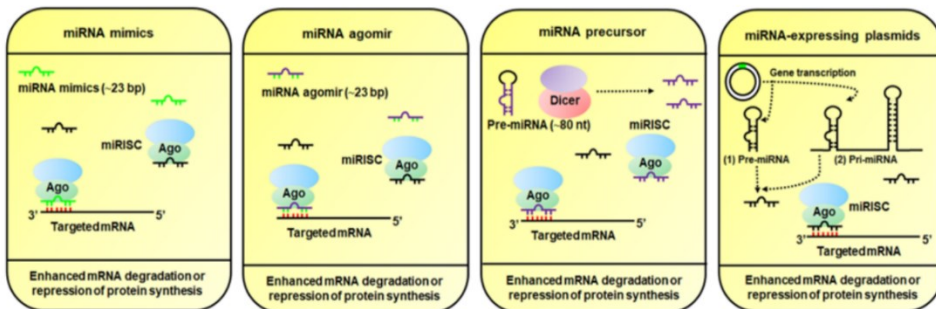 miRNA mimics
miRNA mimics (~23 bp)
miRISC
Ago
Ago
3’
5’
Targeted mRNA
Enhanced mRNA degradation or
repression of protein synthesis
miRNA agomir
miRNA agomir (~23 bp)
miRISC
Ago
Ago
3’
5’
Targeted mRNA
Enhanced mRNA degradation or
repression of protein synthesis
miRNA precursor
Dicer
Pre-miRNA (~80 nt)
miRISC
Ago
Ago
3’
5’
Targeted mRNA
Enhanced mRNA degradation or
repression of protein synthesis
miRNA-expressing plasmids
Gene transcription
(1) Pre-miRNA
(2) Pri-miRNA
Ago
miRISC
3’
5’
Targeted mRNA
Enhanced mRNA degradation or
repression of protein synthesis